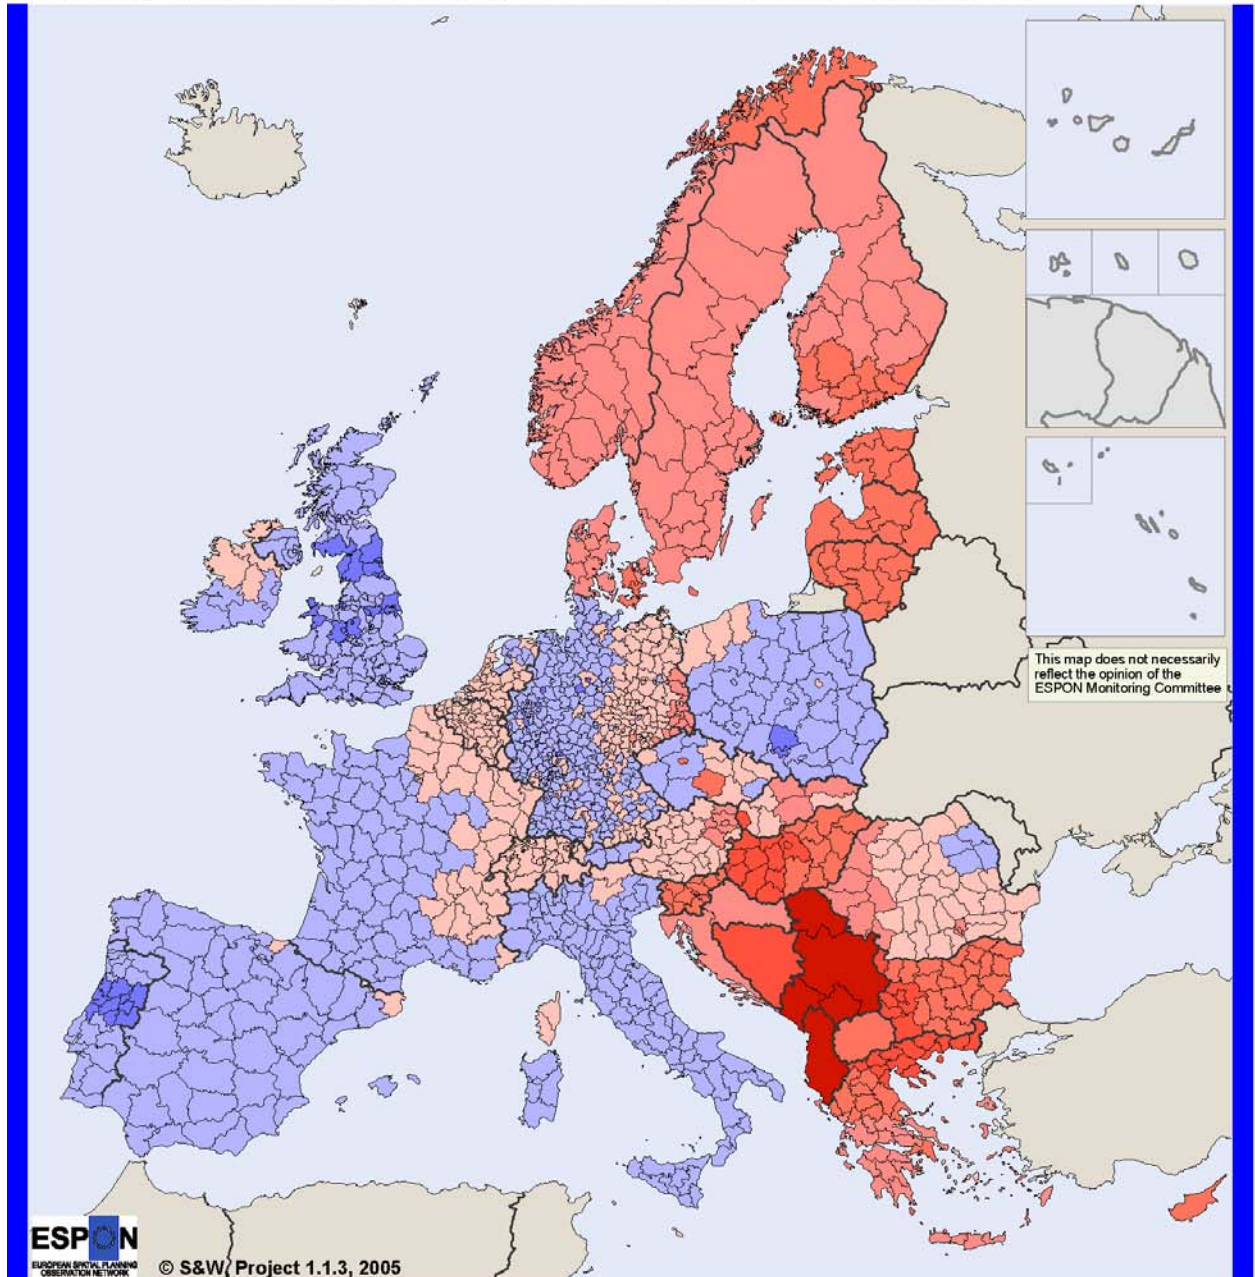 This map does not necessarily
reflect the opinion of the
ESPON Monitoring Committee
ESPON
EUROPEAN SPATIAL PLANNING
OBSERVATION NETWORK
© S&W, Project 1.1.3, 2005